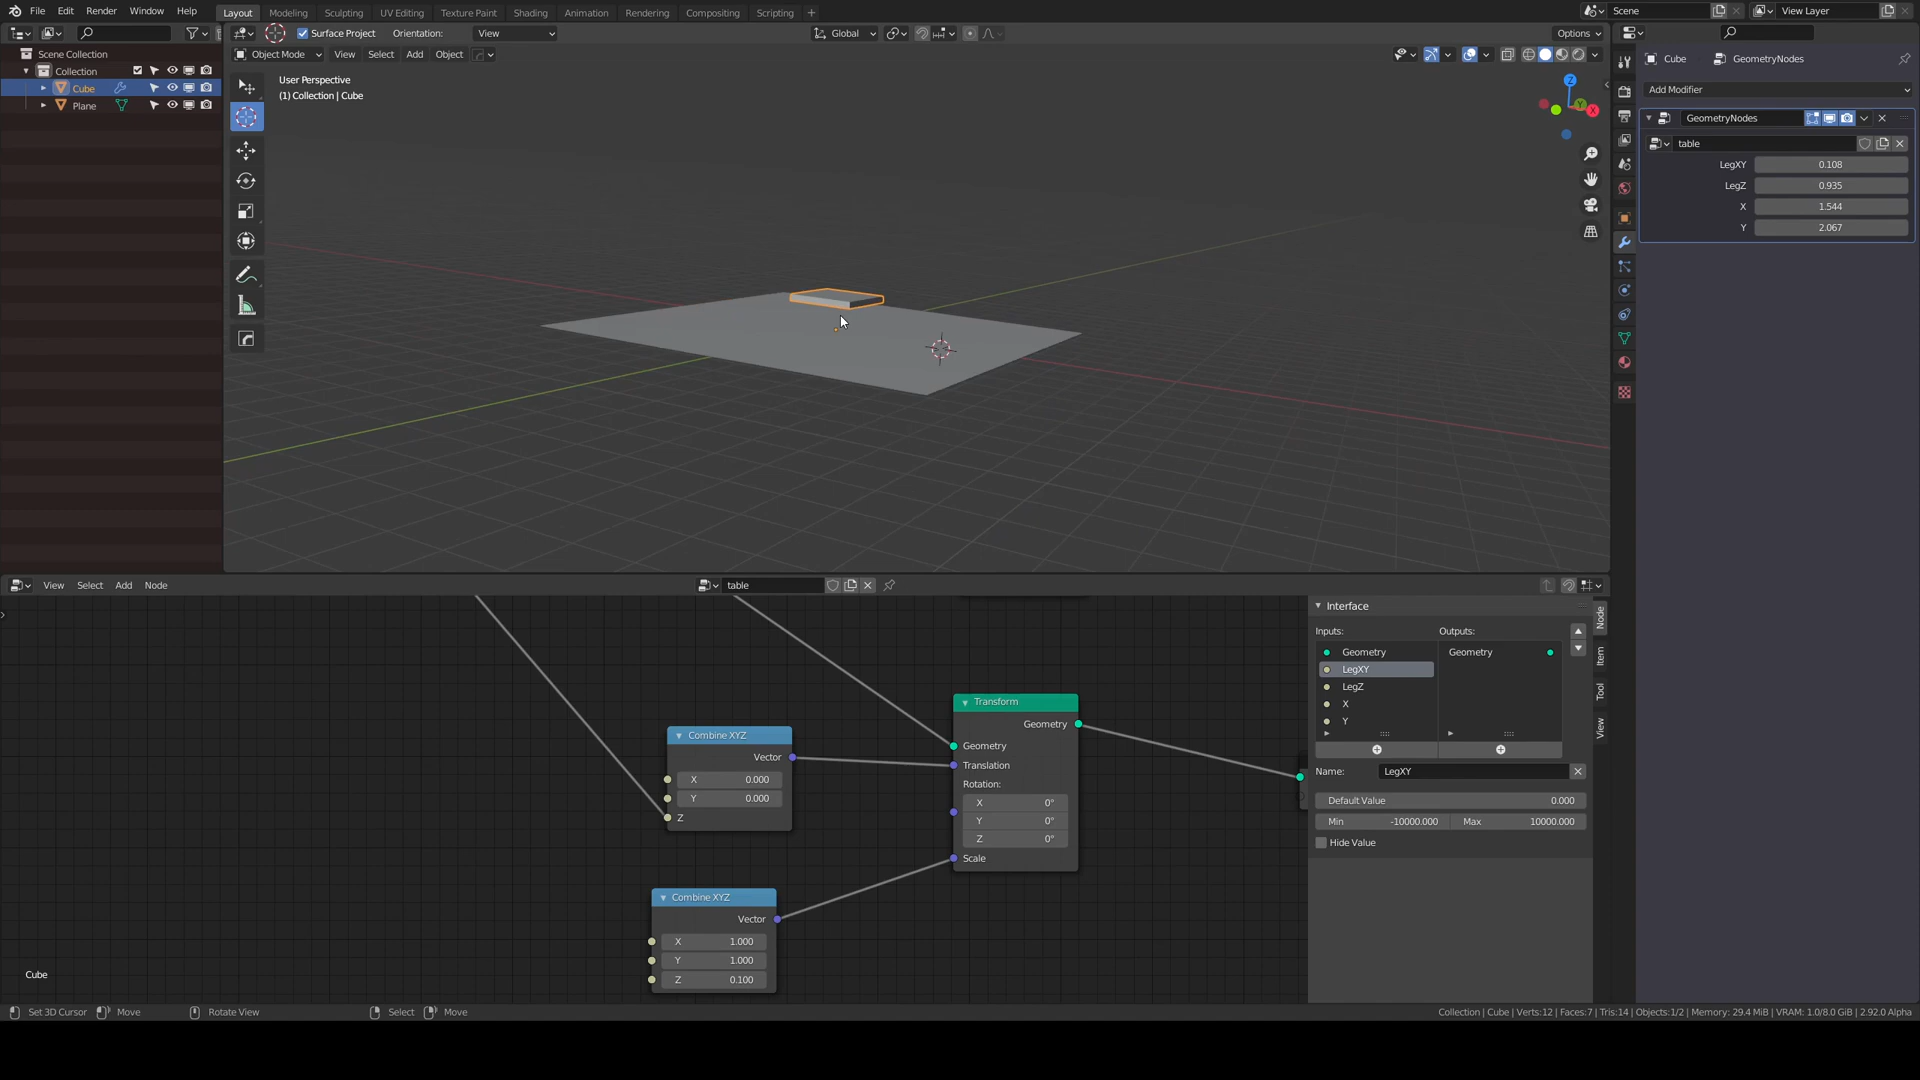 File Edit Render Window Help Layout Modeling Sculpting UV Editing Texture Paint Shading Animation Rendering Compositing Scripting + Scene View Layer
Surface Project Orientation: View Global Options
Object Mode View Select Add Object
Scene Collection
Collection
Cube
Plane
User Perspective
(1) Collection | Cube
Z
Y
X
Cube GeometryNodes
Add Modifier
GeometryNodes
table
LegXY 0.108
LegZ 0.935
X 1.544
Y 2.067
View Select Add Node table
Combine XYZ
Vector
X 0.000
Y 0.000
Z
Combine XYZ
Vector
X 1.000
Y 1.000
Z 0.100
Transform
Geometry
Geometry
Translation
Rotation:
X 0°
Y 0°
Z 0°
Scale
Interface
Inputs: Outputs:
Geometry Geometry
LegXY
LegZ
X
Y
Name: LegXY
Default Value 0.000
Min -10000.000 Max 10000.000
Hide Value
Node
Item
Tool
View
Cube
Set 3D Cursor Move Rotate View Select Move Collection | Cube | Verts:12 | Faces:7 | Tris:14 | Objects:1/2 | Memory: 29.4 MiB | VRAM: 1.0/8.0 GiB | 2.92.0 Alpha